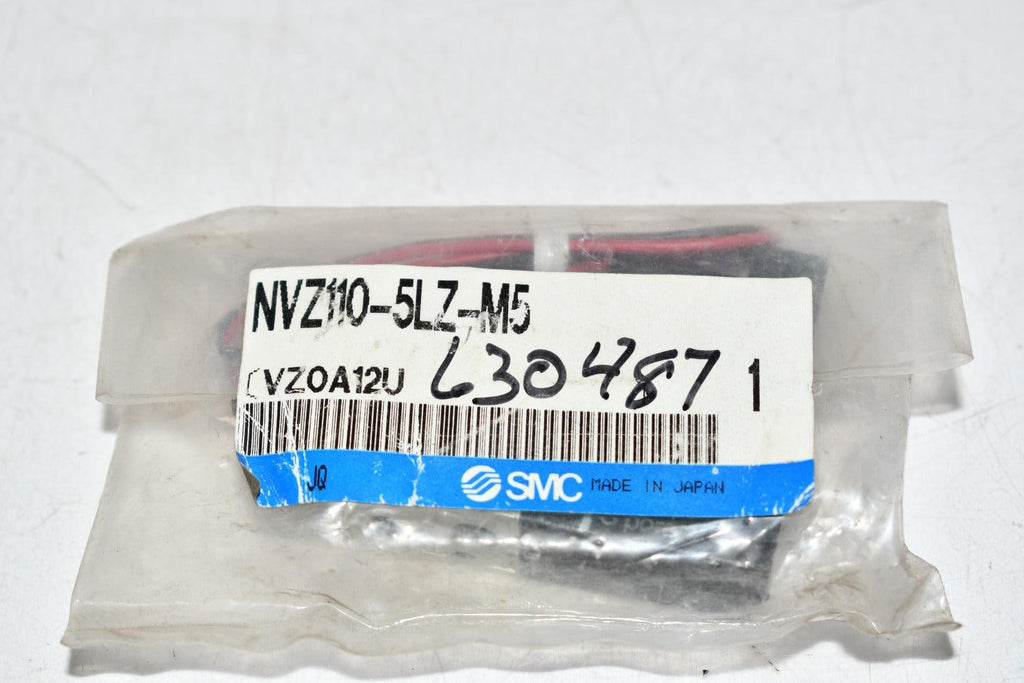 NVZ110-5LZ-M5
(VZ0A12U 630487 1
JQ SMC MADE IN JAPAN